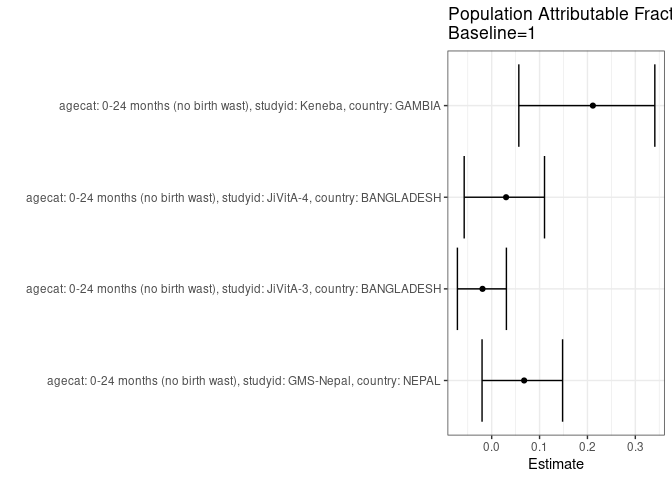 Population Attributable Fract
Baseline=1
agecat: 0-24 months (no birth wast), studyid: Keneba, country: GAMBIA
agecat: 0-24 months (no birth wast), studyid: JiVitA-4, country: BANGLADESH
agecat: 0-24 months (no birth wast), studyid: JiVitA-3, country: BANGLADESH
agecat: 0-24 months (no birth wast), studyid: GMS-Nepal, country: NEPAL
0.0 0.1 0.2 0.3
Estimate